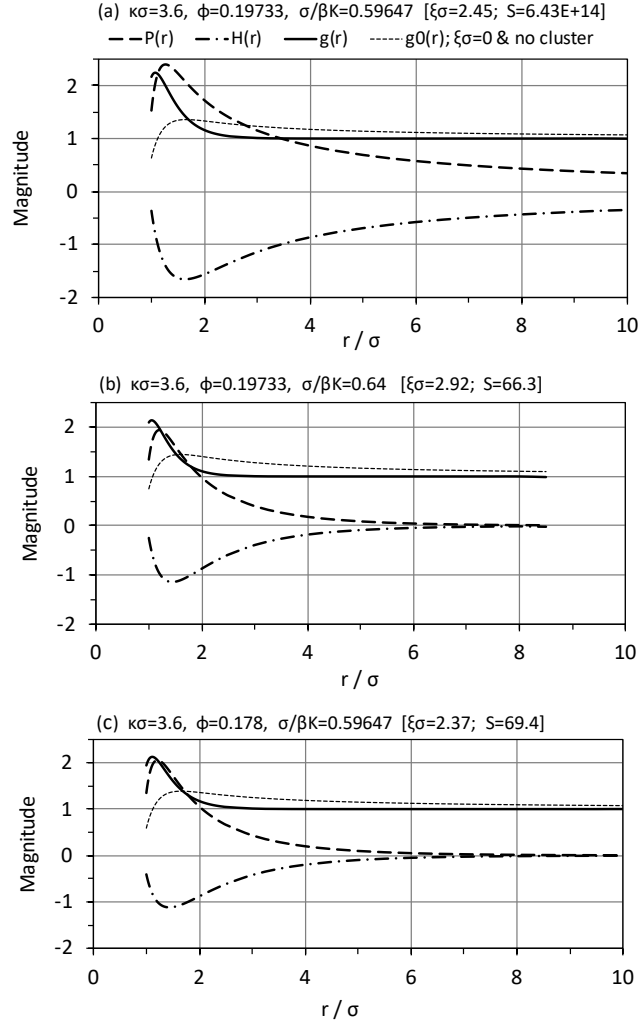 (a) κσ=3.6, ϕ=0.19733, σ/βK=0.59647 [ξσ=2.45; S=6.43E+14]
P(r) H(r) g(r) g0(r); ξσ=0 & no cluster
2
1
0
-1
-2
Magnitude
0 2 4 6 8 10
r / σ
(b) κσ=3.6, ϕ=0.19733, σ/βK=0.64 [ξσ=2.92; S=66.3]
2
1
0
-1
-2
Magnitude
0 2 4 6 8 10
r / σ
(c) κσ=3.6, ϕ=0.178, σ/βK=0.59647 [ξσ=2.37; S=69.4]
2
1
0
-1
-2
Magnitude
0 2 4 6 8 10
r / σ